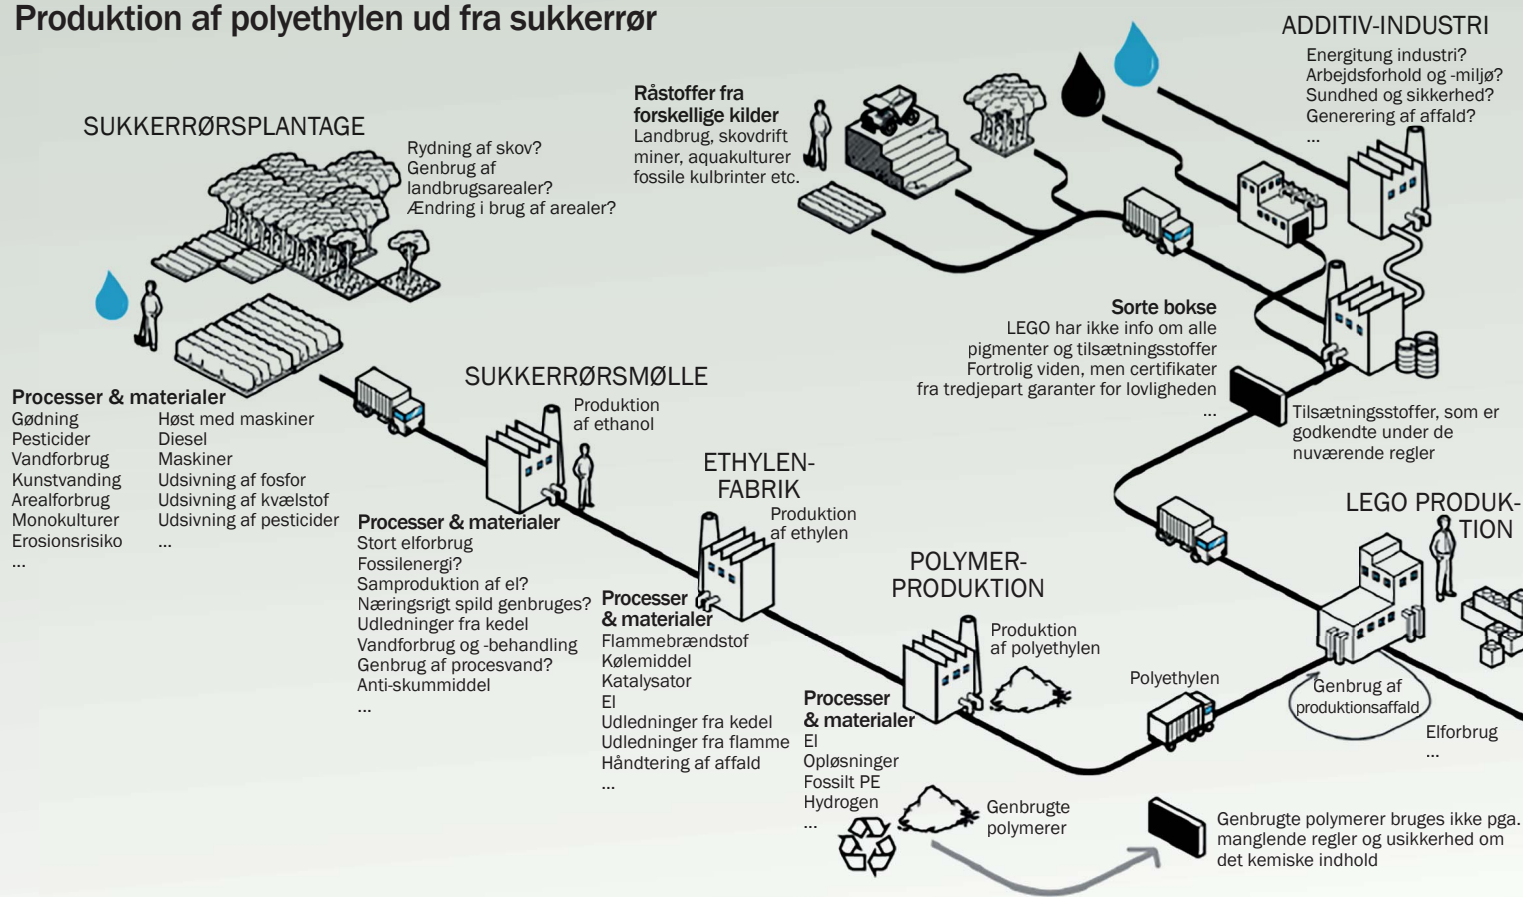 Produktion af polyethylen ud fra sukkerrør
SUKKERRØRSPLANTAGE
Rydning af skov?
Genbrug af
landbrugsarealer?
Ændring i brug af arealer?
Processer & materialer
Gødning
Pesticider
Vandforbrug
Kunstvanding
Arealforbrug
Monokulturer
Erosionsrisiko
...
Høst med maskiner
Diesel
Maskiner
Udsivning af fosfor
Udsivning af kvælstof
Udsivning af pesticider
...
SUKKERRØRSMØLLE
Produktion
af ethanol
Processer & materialer
Stort elforbrug
Fossilenergi?
Samproduktion af el?
Næringsrigt spild genbruges?
Udledninger fra kedel
Vandforbrug og -behandling
Genbrug af procesvand?
Anti-skummiddel
...
ETHYLEN-
FABRIK
Produktion
af ethylen
Processer
& materialer
Flammebrændstof
Kølemiddel
Katalysator
El
Udledninger fra kedel
Udledninger fra flamme
Håndtering af affald
...
POLYMER-
PRODUKTION
Produktion
af polyethylen
Processer
& materialer
El
Opløsninger
Fossilt PE
Hydrogen
...
Genbrugte
polymerer
Genbrugte polymerer bruges ikke pga.
manglende regler og usikkerhed om
det kemiske indhold
Polyethylen
Råstoffer fra
forskellige kilder
Landbrug, skovdrift
miner, aquakulturer
fossile kulbrinter etc.
ADDITIV-INDUSTRI
Energitung industri?
Arbejdsforhold og -miljø?
Sundhed og sikkerhed?
Generering af affald?
...
Sorte bokse
LEGO har ikke info om alle
pigmenter og tilsætningsstoffer
Fortrolig viden, men certifikater
fra tredjepart garanter for lovligheden
...
Tilsætningsstoffer, som er
godkendte under de
nuværende regler
LEGO PRODUK-
TION
Genbrug af
produktionsaffald
Elforbrug
...